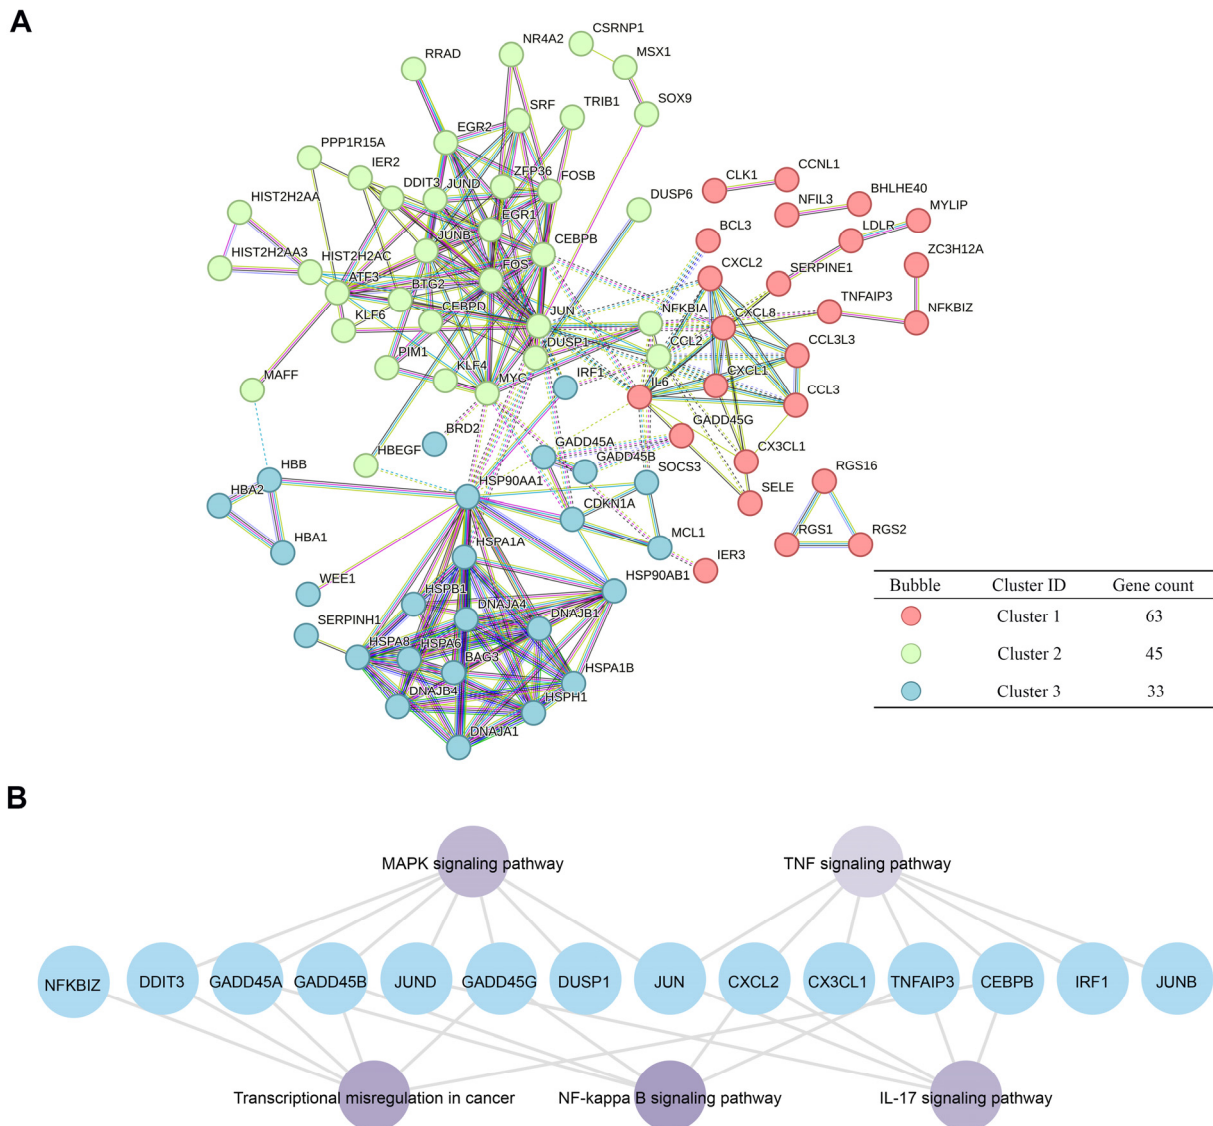 A
CSRNP1
NR4A2
MSX1
RRAD
SOX9
SRF
TRIB1
EGR2
PPP1R15A
IER2
ZFP36
CCNL1
CLK1
DDIT3
JUND
FOSB
BHLHE40
HIST2H2AA
DUSP6
NFIL3
MYLIP
EGR1
LDLR
BCL3
JUNB
CEBPB
ZC3H12A
HIST2H2AA3
HIST2H2AC
FOS
CXCL2
SERPINE1
ATF3
BTG2
TNFAIP3
CEBPD
NFKBIA
CXCL8
NFKBIZ
KLF6
JUN
DUSP1
CCL2
CCL3L3
PIM1
KLF4
IRF1
CXCL1
MAFF
MYC
IL6
CCL3
GADD45G
BRD2
GADD45A
CX3CL1
HBEGF
GADD45B
SOCS3
HBB
HSP90AA1
RGS16
HBA2
SELE
CDKN1A
RGS1
RGS2
HBA1
MCL1
HSPA1A
IER3
WEE1
HSP90AB1
HSPB1
DNAJA4
DNAJB1
SERPINH1
HSPA8
HSPA6
BAG3
HSPA1B
DNAJB4
HSPH1
DNAJA1
Bubble Cluster ID Gene count
Cluster 1 63
Cluster 2 45
Cluster 3 33
B
MAPK signaling pathway TNF signaling pathway
NFKBIZ DDIT3 GADD45A GADD45B JUND GADD45G DUSP1 JUN CXCL2 CX3CL1 TNFAIP3 CEBPB IRF1 JUNB
Transcriptional misregulation in cancer NF-kappa B signaling pathway IL-17 signaling pathway